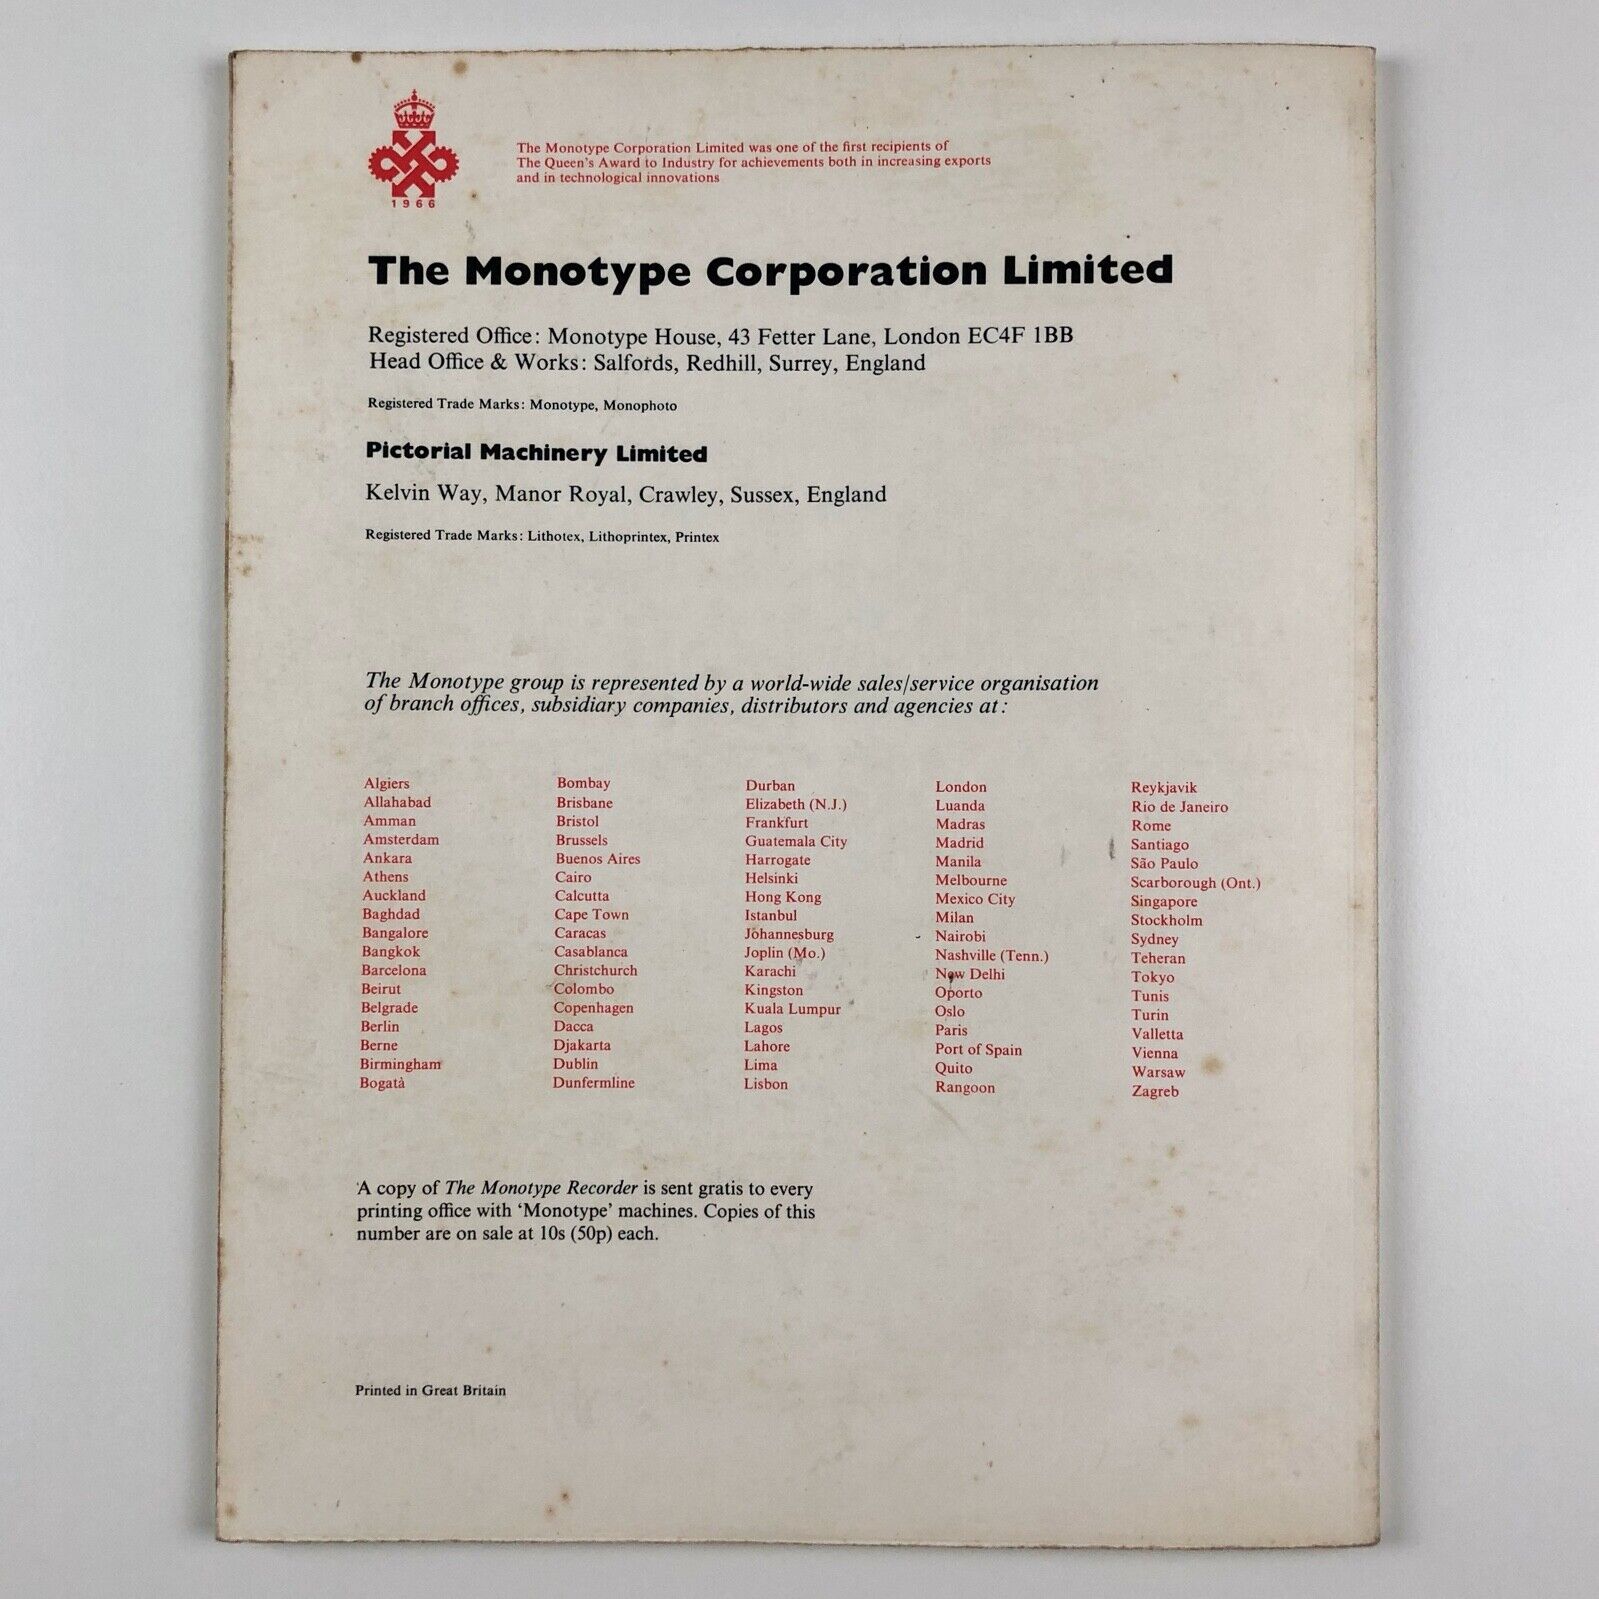 The Monotype Corporation Limited was one of the first recipients of
The Queen's Award to Industry for achievements both in increasing exports
and in technological innovations
1966
The Monotype Corporation Limited
Registered Office: Monotype House, 43 Fetter Lane, London EC4F 1BB
Head Office & Works: Salfords, Redhill, Surrey, England
Registered Trade Marks: Monotype, Monophoto
Pictorial Machinery Limited
Kelvin Way, Manor Royal, Crawley, Sussex, England
Registered Trade Marks: Lithotex, Lithoprintex, Printex
The Monotype group is represented by a world-wide sales/service organisation
of branch offices, subsidiary companies, distributors and agencies at:
Algiers
Allahabad
Amman
Amsterdam
Ankara
Athens
Auckland
Baghdad
Bangalore
Bangkok
Barcelona
Beirut
Belgrade
Berlin
Berne
Birmingham
Bogatà
Bombay
Brisbane
Bristol
Brussels
Buenos Aires
Cairo
Calcutta
Cape Town
Caracas
Casablanca
Christchurch
Colombo
Copenhagen
Dacca
Djakarta
Dublin
Dunfermline
Durban
Elizabeth (N.J.)
Frankfurt
Guatemala City
Harrogate
Helsinki
Hong Kong
Istanbul
Johannesburg
Joplin (Mo.)
Karachi
Kingston
Kuala Lumpur
Lagos
Lahore
Lima
Lisbon
London
Luanda
Madras
Madrid
Manila
Melbourne
Mexico City
Milan
Nairobi
Nashville (Tenn.)
New Delhi
Oporto
Oslo
Paris
Port of Spain
Quito
Rangoon
Reykjavik
Rio de Janeiro
Rome
Santiago
São Paulo
Scarborough (Ont.)
Singapore
Stockholm
Sydney
Teheran
Tokyo
Tunis
Turin
Valletta
Vienna
Warsaw
Zagreb
A copy of The Monotype Recorder is sent gratis to every
printing office with 'Monotype' machines. Copies of this
number are on sale at 10s (50p) each.
Printed in Great Britain